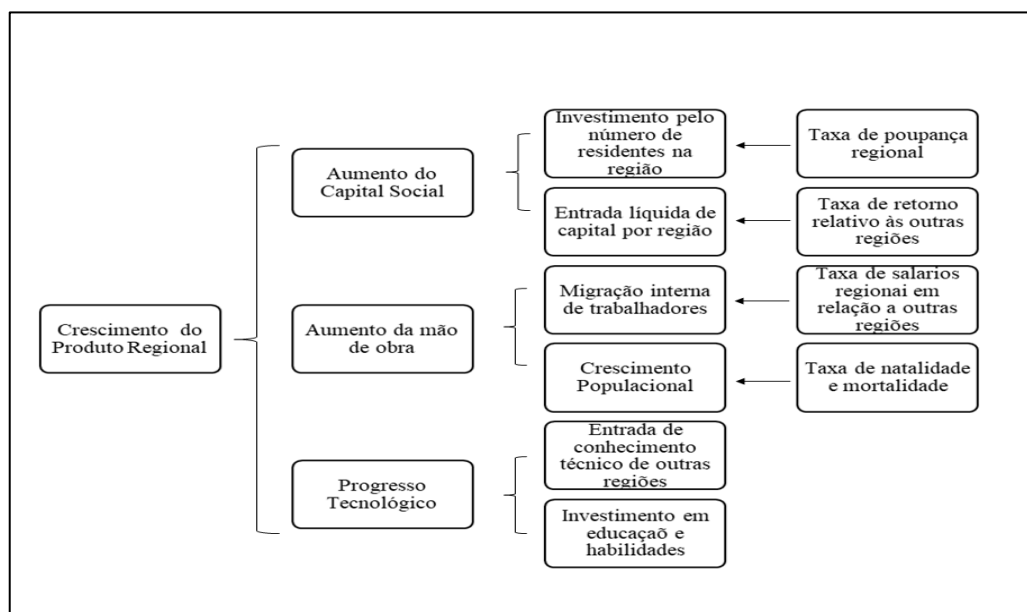 Crescimento do
Produto Regional
Aumento do
Capital Social
Investimento pelo
número de
residentes na
região
Taxa de poupança
regional
Entrada líquida de
capital por região
Taxa de retorno
relativo às outras
regiões
Aumento da mão
de obra
Migração interna
de trabalhadores
Taxa de salarios
regionai em
relação a outras
regiões
Crescimento
Populacional
Taxa de natalidade
e mortalidade
Progresso
Tecnológico
Entrada de
conhecimento
técnico de outras
regiões
Investimento em
educaçaõ e
habilidades